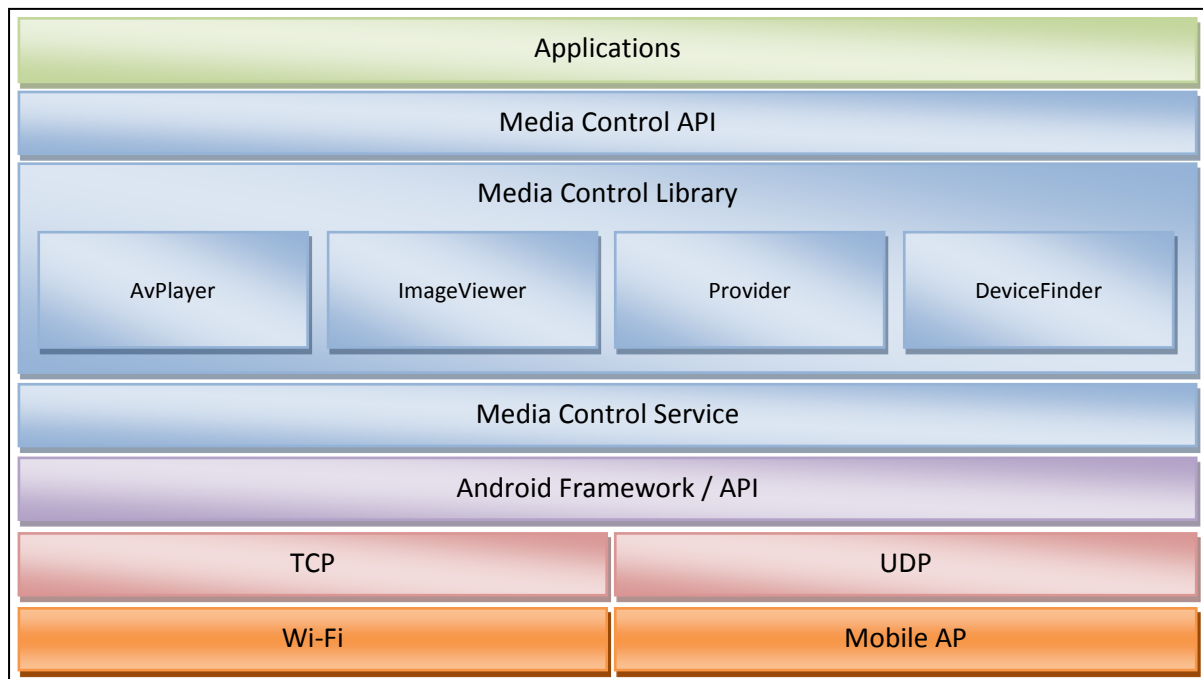 Applications
Media Control API
Media Control Library
AvPlayer
ImageViewer
Provider
DeviceFinder
Media Control Service
Android Framework / API
TCP
UDP
Wi-Fi
Mobile AP